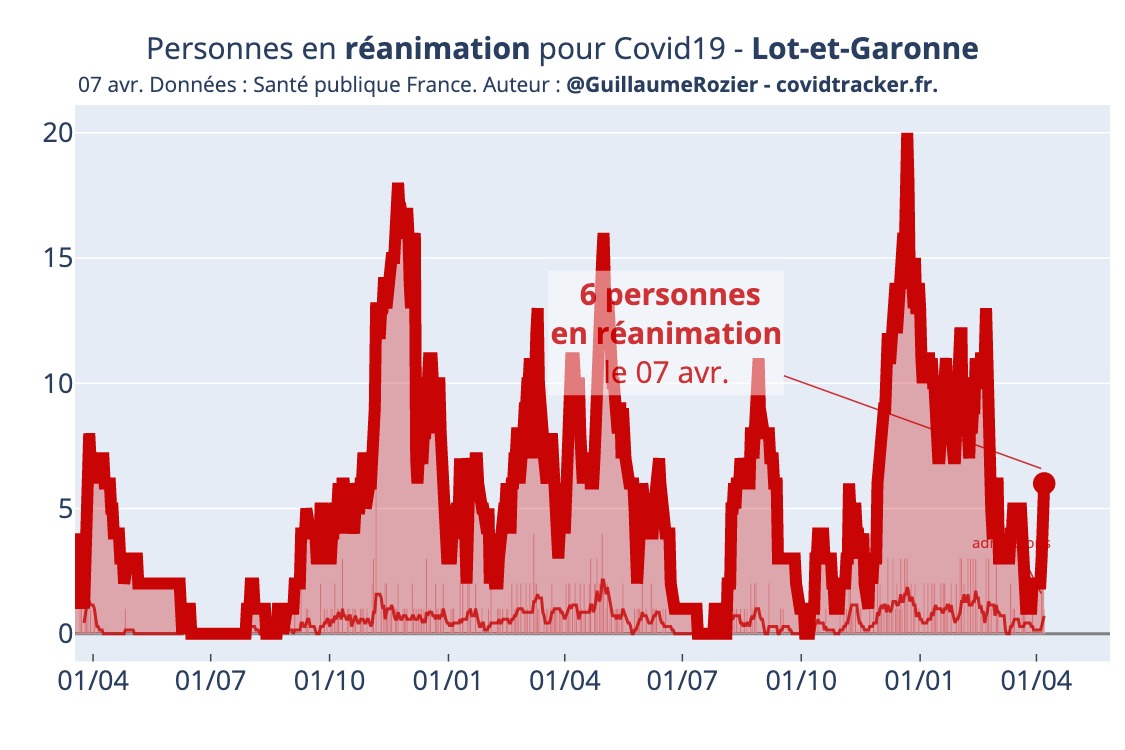 Personnes en réanimation pour Covid19 - Lot-et-Garonne
07 avr. Données : Santé publique France. Auteur : @GuillaumeRozier - covidtracker.fr.
20
15
10
5
0
6 personnes
en réanimation
le 07 avr.
01/04
01/07
01/10
01/01
01/04
01/07
01/10
01/01
01/04